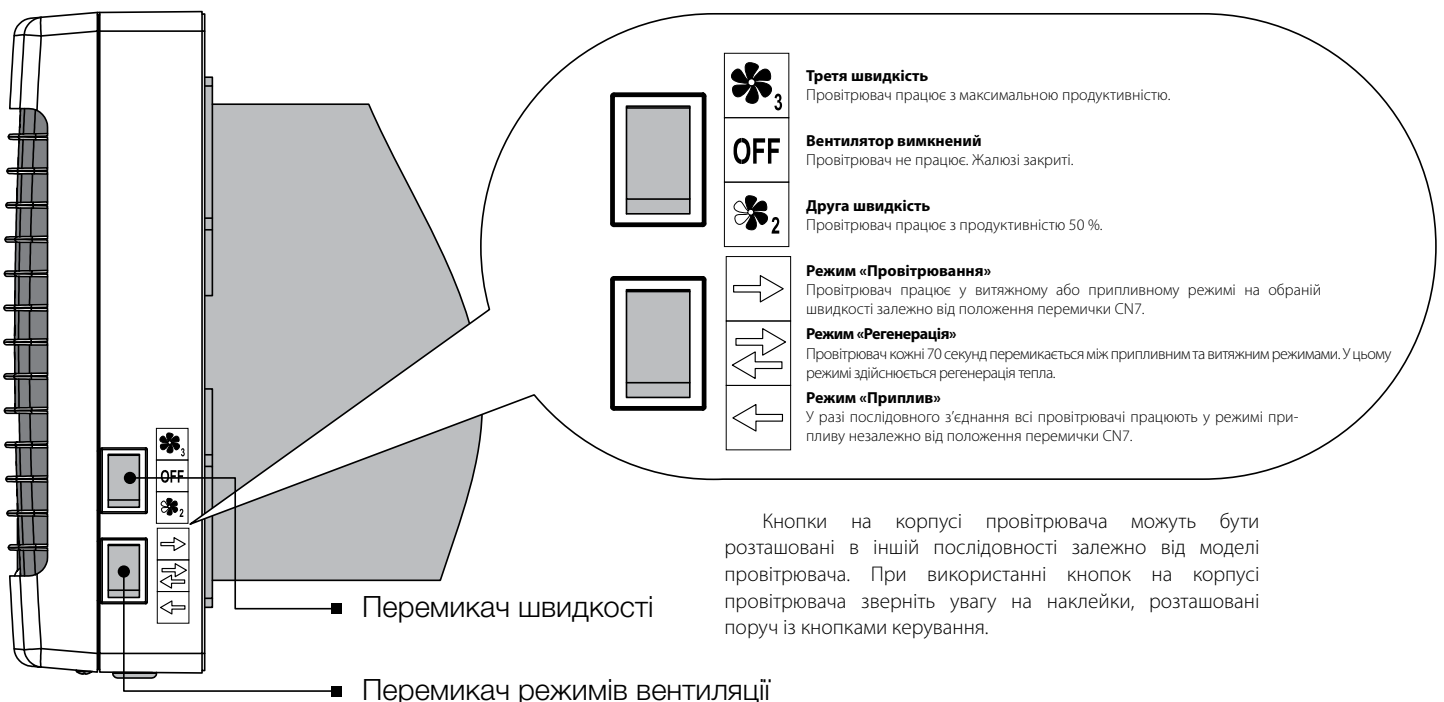 3
Третя швидкість
Провітрювач працює з максимальною продуктивністю.
OFF
Вентилятор вимкнений
Провітрювач не працює. Жалюзі закриті.
2
Друга швидкість
Провітрювач працює з продуктивністю 50 %.
Режим «Провітрювання»
Провітрювач працює у витяжному або припливному режимі на обраній
швидкості залежно від положення перемички CN7.
Режим «Регенерація»
Провітрювач кожні 70 секунд перемикається між припливним та витяжним режимами. У цьому
режимі здійснюється регенерація тепла.
Режим «Приплив»
У разі послідовного з’єднання всі провітрювачі працюють у режимі при-
пливу незалежно від положення перемички CN7.
3
OFF
2
Перемикач швидкості
Перемикач режимів вентиляції
Кнопки на корпусі провітрювача можуть бути
розташовані в іншій послідовності залежно від моделі
провітрювача. При використанні кнопок на корпусі
провітрювача зверніть увагу на наклейки, розташовані
поруч із кнопками керування.